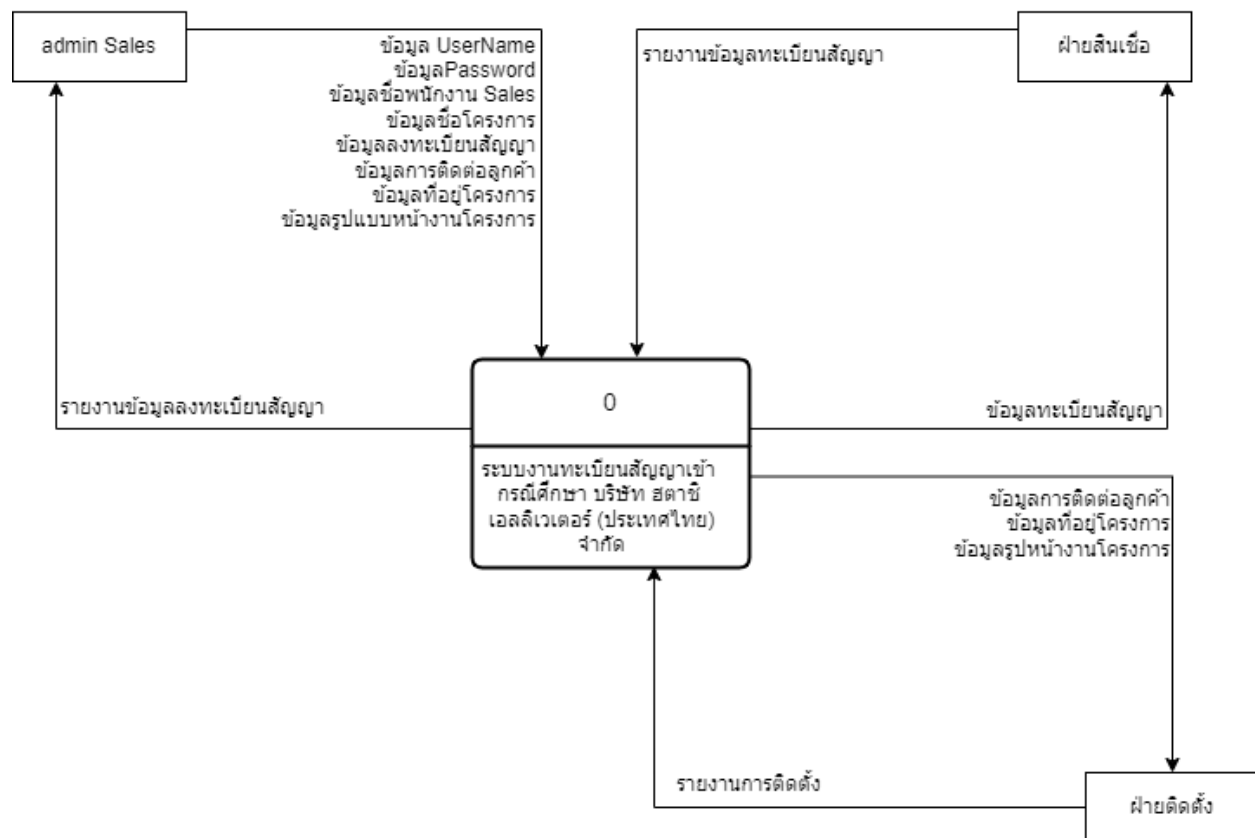 admin Sales
ข้อมูล UserName
ข้อมูลPassword
ข้อมูลชื่อพนักงาน Sales
ข้อมูลชื่อโครงการ
ข้อมูลลงทะเบียนสัญญา
ข้อมูลการติดต่อลูกค้า
ข้อมูลที่อยู่โครงการ
ข้อมูลรูปแบบหน้างานโครงการ
รายงานข้อมูลทะเบียนสัญญา
ฝ่ายสินเชื่อ
รายงานข้อมูลลงทะเบียนสัญญา
0
ข้อมูลทะเบียนสัญญา
ระบบงานทะเบียนสัญญาเข้า
กรณีศึกษา บริษัท ฮตาชิ
เอลลิเวเตอร์ (ประเทศไทย)
จำกัด
ข้อมูลการติดต่อลูกค้า
ข้อมูลที่อยู่โครงการ
ข้อมูลรูปหน้างานโครงการ
รายงานการติดตั้ง
ฝ่ายติดตั้ง